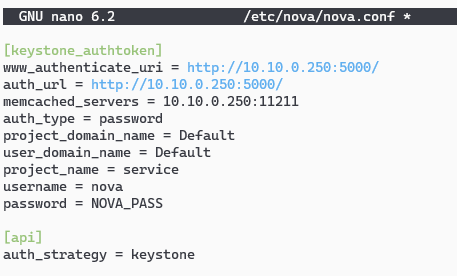 GNU nano 6.2 /etc/nova/nova.conf *
[keystone_authtoken]
www_authenticate_uri = http://10.10.0.250:5000/
auth_url = http://10.10.0.250:5000/
memcached_servers = 10.10.0.250:11211
auth_type = password
project_domain_name = Default
user_domain_name = Default
project_name = service
username = nova
password = NOVA_PASS
[api]
auth_strategy = keystone